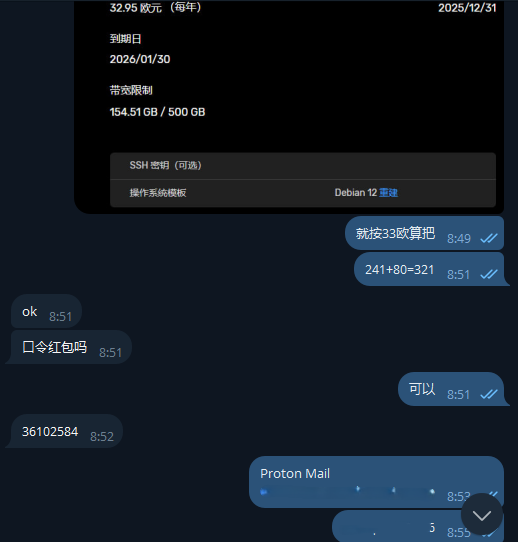 32.95 欧元 （每年） 2025/12/31
到期日
2026/01/30
带宽限制
154.51 GB / 500 GB
SSH 密钥（可选）
操作系统模板 Debian 12 重建
就按33欧算把 8:49
241+80=321 8:51
ok 8:51
口令红包吗 8:51
可以 8:51
36102584 8:52
Proton Mail
8:53
8:55